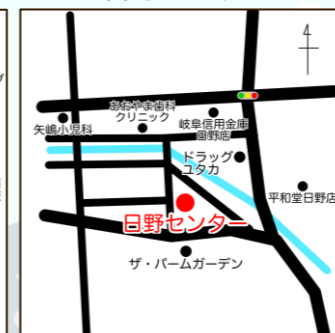 あおやま歯科
クリニック
矢嶋小児科
岐阜信用金庫
日野店
ドラッグ
ユタカ
平和堂日野店
日野センター
ザ・パームガーデン